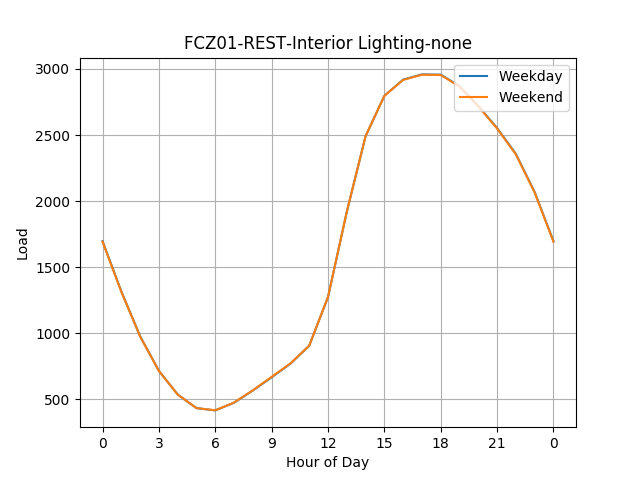 FCZ01-REST-Interior Lighting-none
Weekday
Weekend
3000
2500
2000
1500
1000
500
Load
0 3 6 9 12 15 18 21 0
Hour of Day